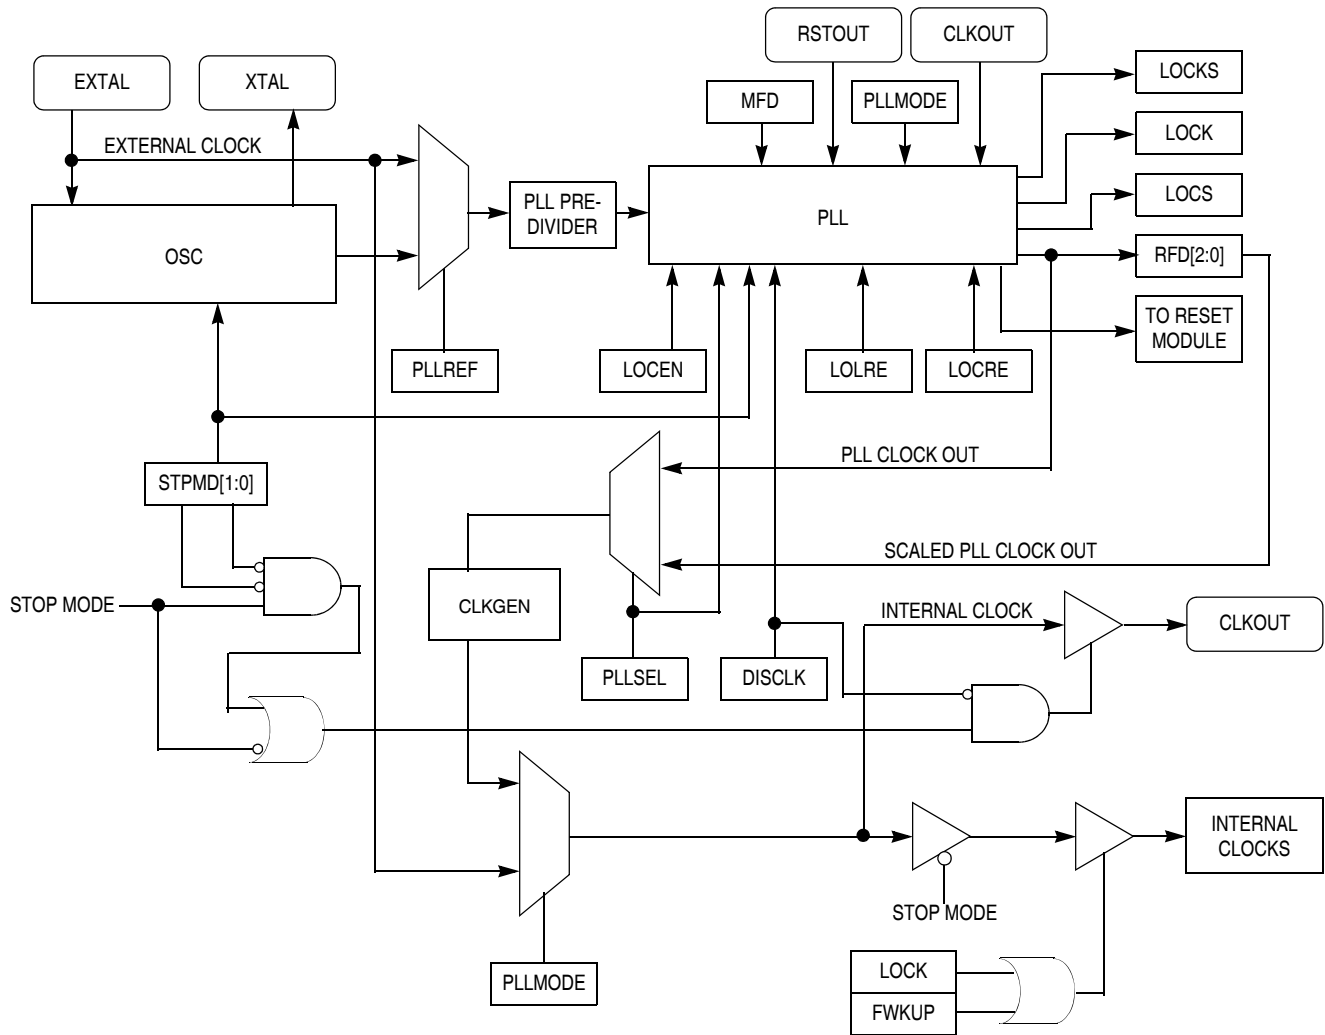 RSTOUT
CLKOUT
EXTAL
XTAL
LOCKS
MFD
PLLMODE
LOCK
EXTERNAL CLOCK
PLL PRE-
DIVIDER
PLL
LOCS
OSC
RFD[2:0]
TO RESET
MODULE
PLLREF
LOCEN
LOLRE
LOCRE
PLL CLOCK OUT
STPMD[1:0]
SCALED PLL CLOCK OUT
STOP MODE
CLKGEN
INTERNAL CLOCK
CLKOUT
PLLSEL
DISCLK
INTERNAL
CLOCKS
STOP MODE
PLLMODE
LOCK
FWKUP